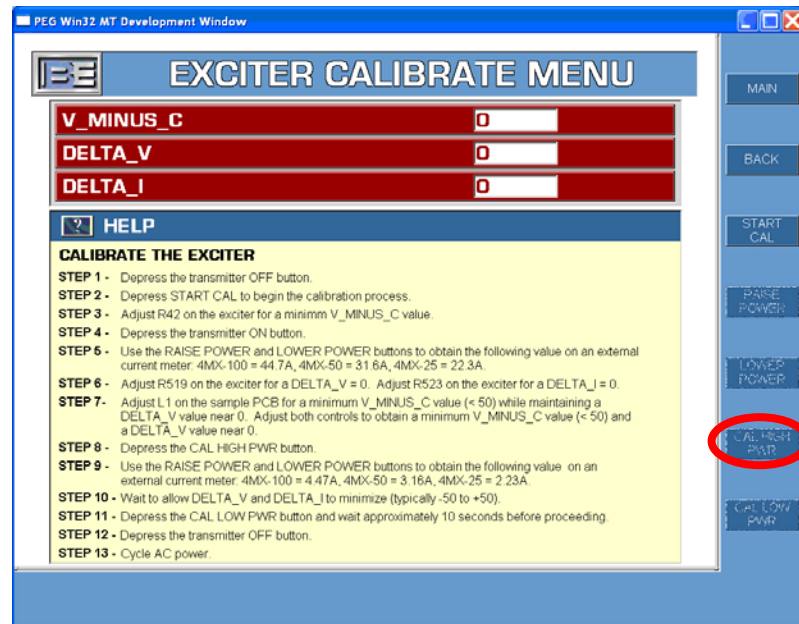 PEG Win32 MT Development Window
BE EXCITER CALIBRATE MENU
V_MINUS_C 0
DELTA_V 0
DELTA_I 0
? HELP
CALIBRATE THE EXCITER
STEP 1 - Depress the transmitter OFF button.
STEP 2 - Depress START CAL to begin the calibration process.
STEP 3 - Adjust R42 on the exciter for a minimm V_MINUS_C value.
STEP 4 - Depress the transmitter ON button.
STEP 5 - Use the RAISE POWER and LOWER POWER buttons to obtain the following value on an external
current meter: 4MX-100 = 44.7A, 4MX-50 = 31.6A, 4MX-25 = 22.3A.
STEP 6 - Adjust R519 on the exciter for a DELTA_V = 0. Adjust R523 on the exciter for a DELTA_I = 0.
STEP 7- Adjust L1 on the sample PCB for a minimum V_MINUS_C value (< 50) while maintaining a
DELTA_V value near 0. Adjust both controls to obtain a minimum V_MINUS_C value (< 50) and
a DELTA_V value near 0.
STEP 8 - Depress the CAL HIGH PWR button.
STEP 9 - Use the RAISE POWER and LOWER POWER buttons to obtain the following value on an
external current meter: 4MX-100 = 4.47A, 4MX-50 = 3.16A, 4MX-25 = 2.23A.
STEP 10 - Wait to allow DELTA_V and DELTA_I to minimize (typically -50 to +50).
STEP 11 - Depress the CAL LOW PWR button and wait approximately 10 seconds before proceeding.
STEP 12 - Depress the transmitter OFF button.
STEP 13 - Cycle AC power.
MAIN
BACK
START
CAL
RAISE
POWER
LOWER
POWER
CAL HIGH
PWR
CAL LOW
PWR